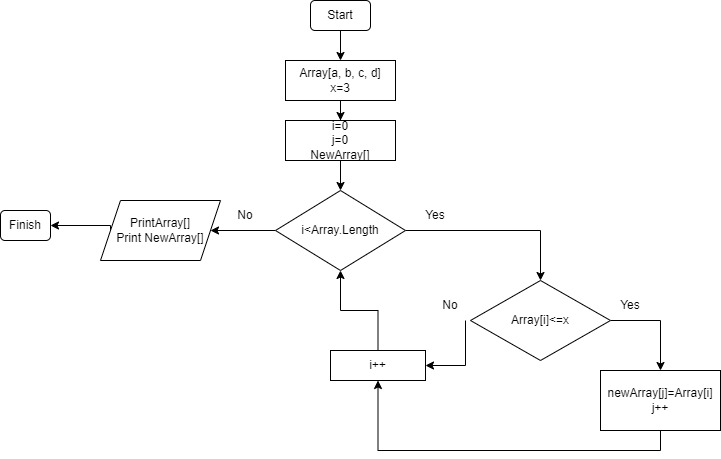 Start
Array[a, b, c, d]
x=3
i=0
j=0
NewArray[]
No
Yes
Finish
PrintArray[]
Print NewArray[]
i<Array.Length
No
Yes
Array[i]<=x
i++
newArray[j]=Array[i]
j++